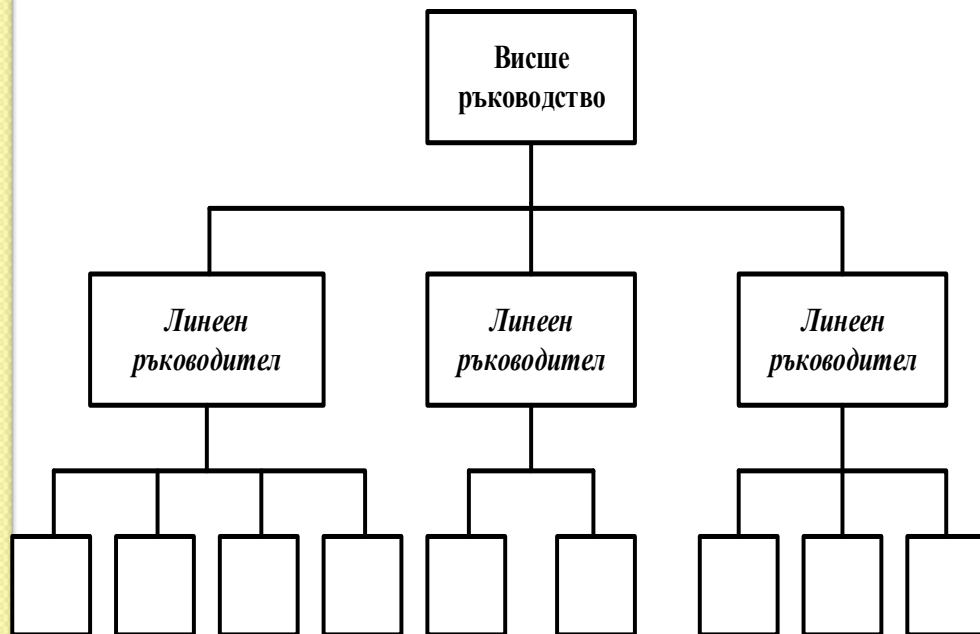 Висше
ръководство
Линеен
ръководител
Линеен
ръководител
Линеен
ръководител